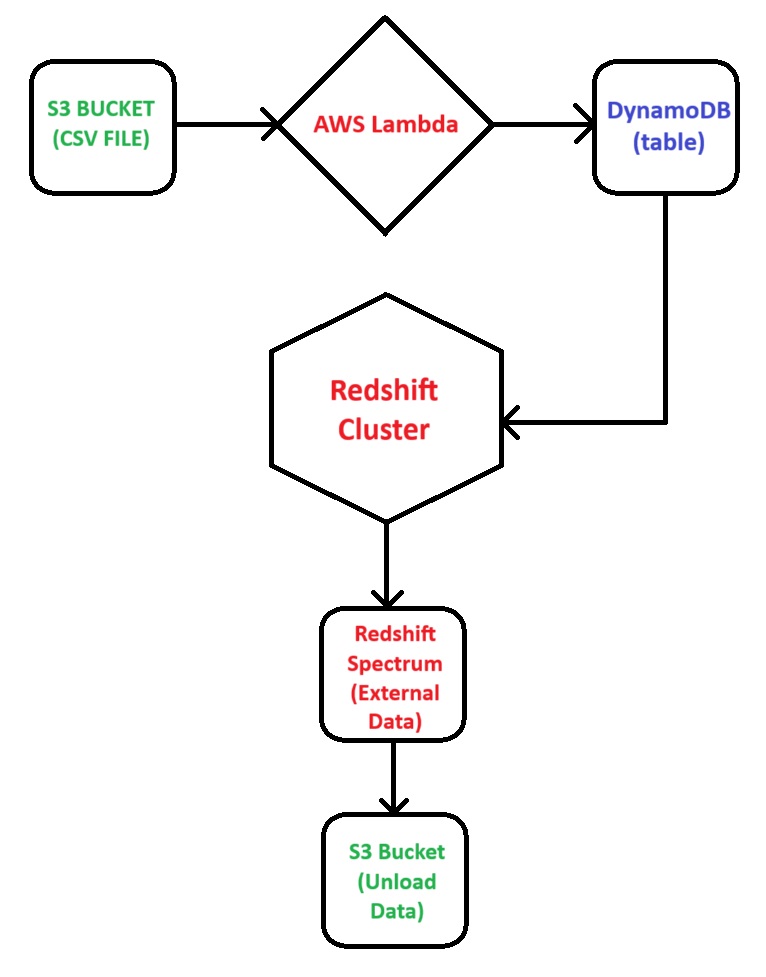 S3 BUCKET
(CSV FILE)
AWS Lambda
DynamoDB
(table)
Redshift
Cluster
Redshift
Spectrum
(External
Data)
S3 Bucket
(Unload
Data)